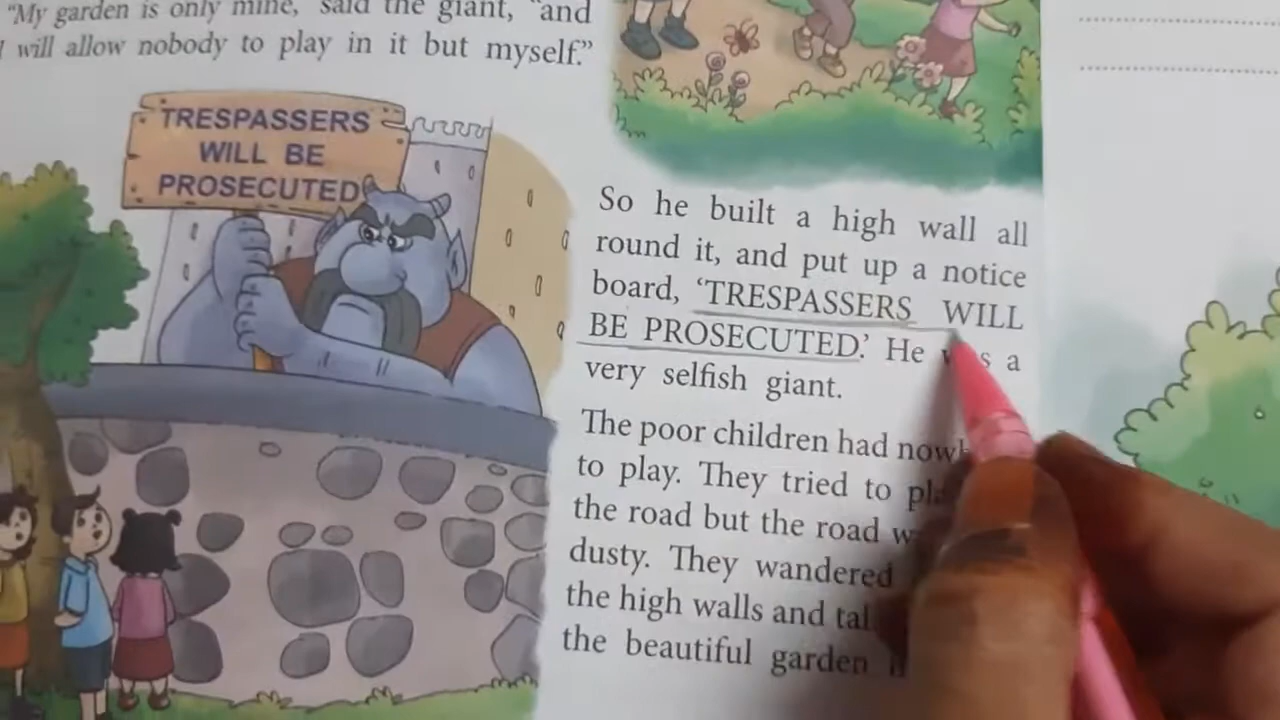 "My garden is only mine," said the giant, "and
I will allow nobody to play in it but myself."
TRESPASSERS
WILL BE
PROSECUTED
So he built a high wall all
round it, and put up a notice
board, 'TRESPASSERS WILL
BE PROSECUTED.' He was a
very selfish giant.
The poor children had
to play. They tried to
the road but the road
dusty. They wandered
the high walls and
the beautiful garden